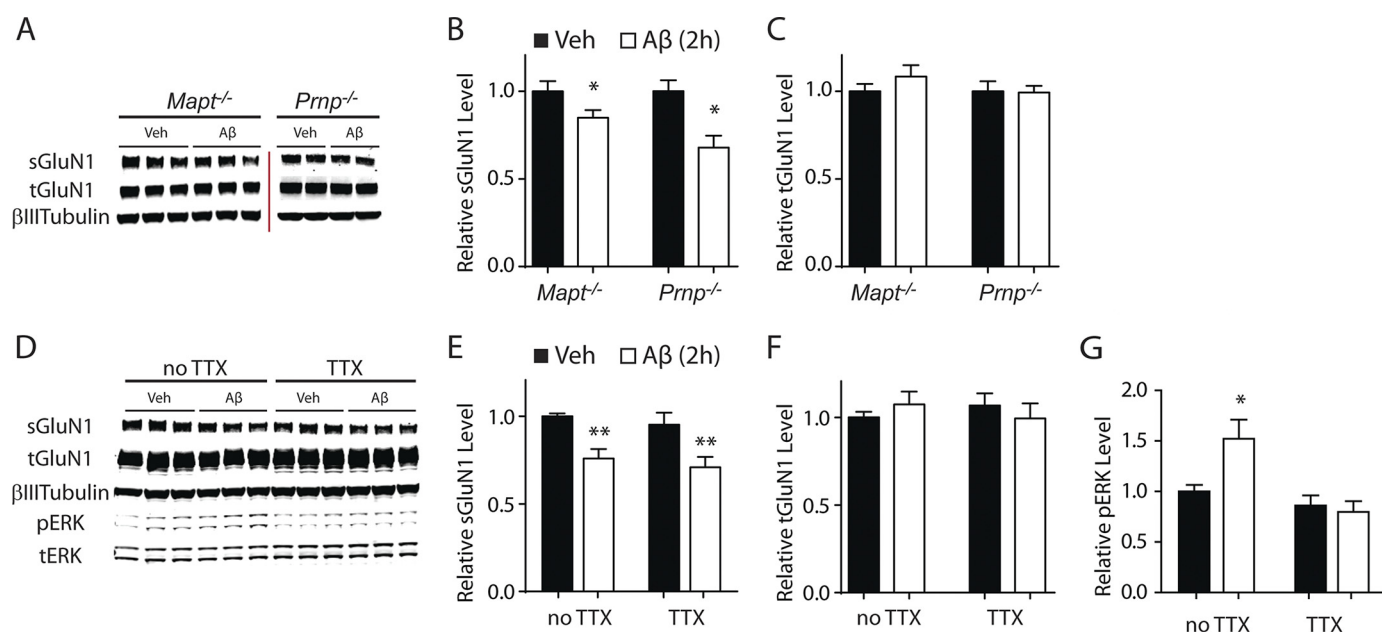 A
Mapt-/-
Prnp-/-
Veh
Aβ
Veh
Aβ
sGluN1
tGluN1
βIIITubulin
B
■ Veh □ Aβ (2h)
Relative sGluN1 Level
1.0
0.5
0.0
*
*
Mapt-/-
Prnp-/-
C
Relative tGluN1 Level
1.0
0.5
0.0
Mapt-/-
Prnp-/-
D
no TTX
TTX
Veh
Aβ
Veh
Aβ
sGluN1
tGluN1
βIIITubulin
pERK
tERK
E
■ Veh □ Aβ (2h)
Relative sGluN1 Level
1.0
0.5
0.0
**
**
no TTX
TTX
F
Relative tGluN1 Level
1.0
0.5
0.0
no TTX
TTX
G
Relative pERK Level
2.0
1.5
1.0
0.5
0.0
*
no TTX
TTX